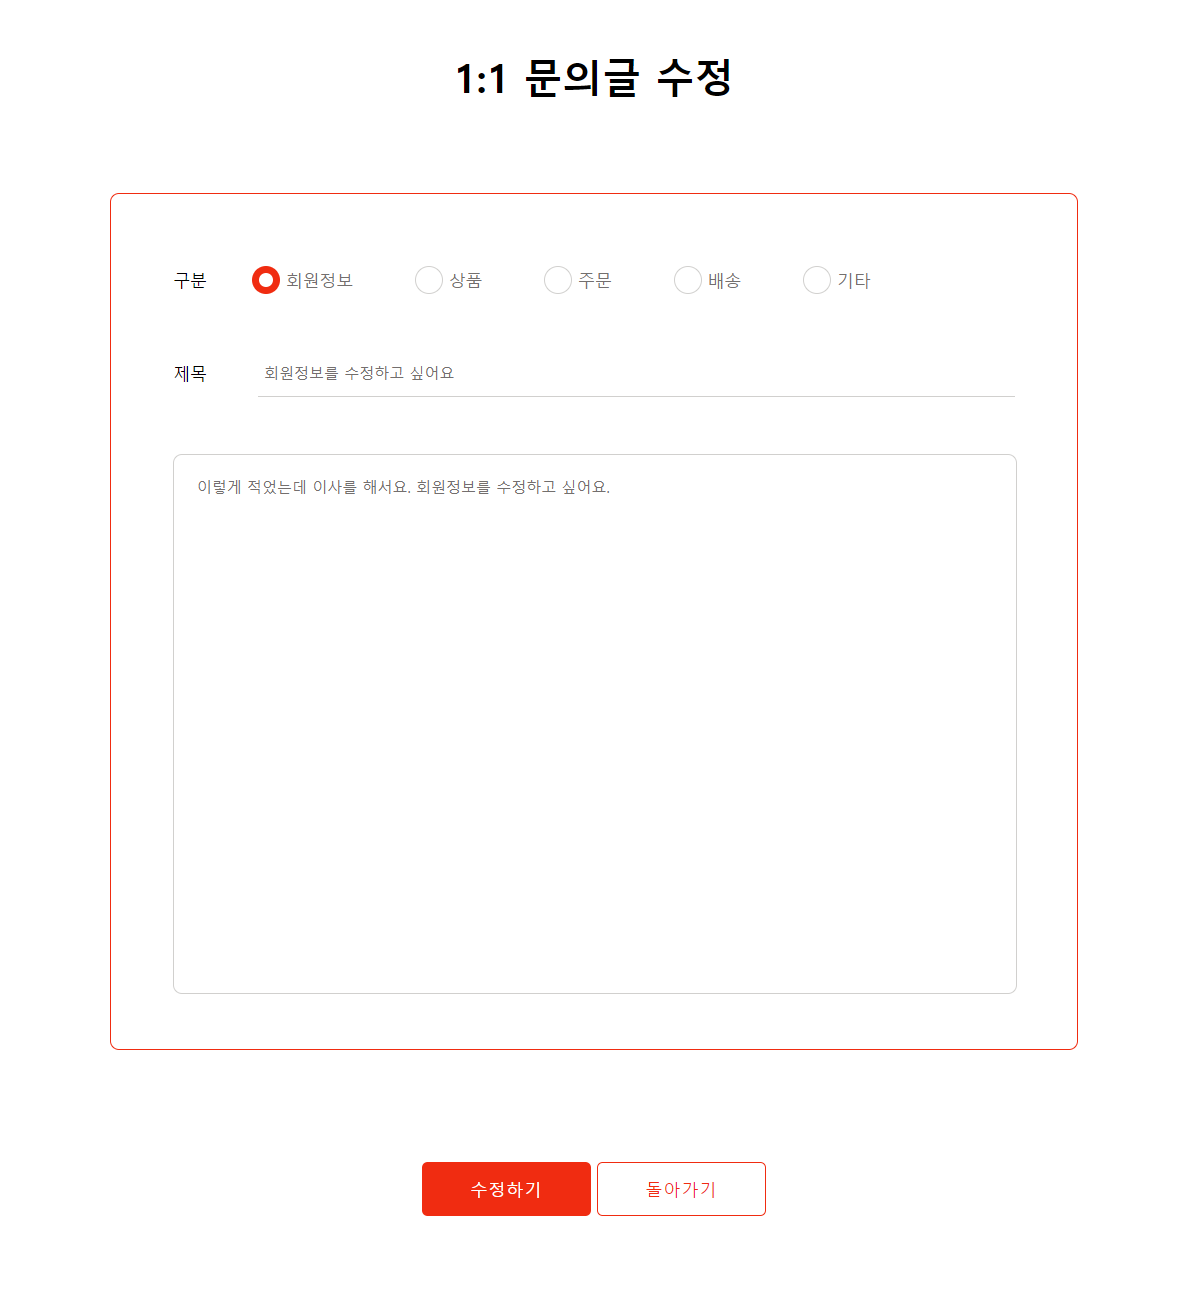 1:1 문의글 수정
구분 회원정보 상품 주문 배송 기타
제목 회원정보를 수정하고 싶어요
이렇게 적었는데 이사를 해서요. 회원정보를 수정하고 싶어요.
수정하기 돌아가기